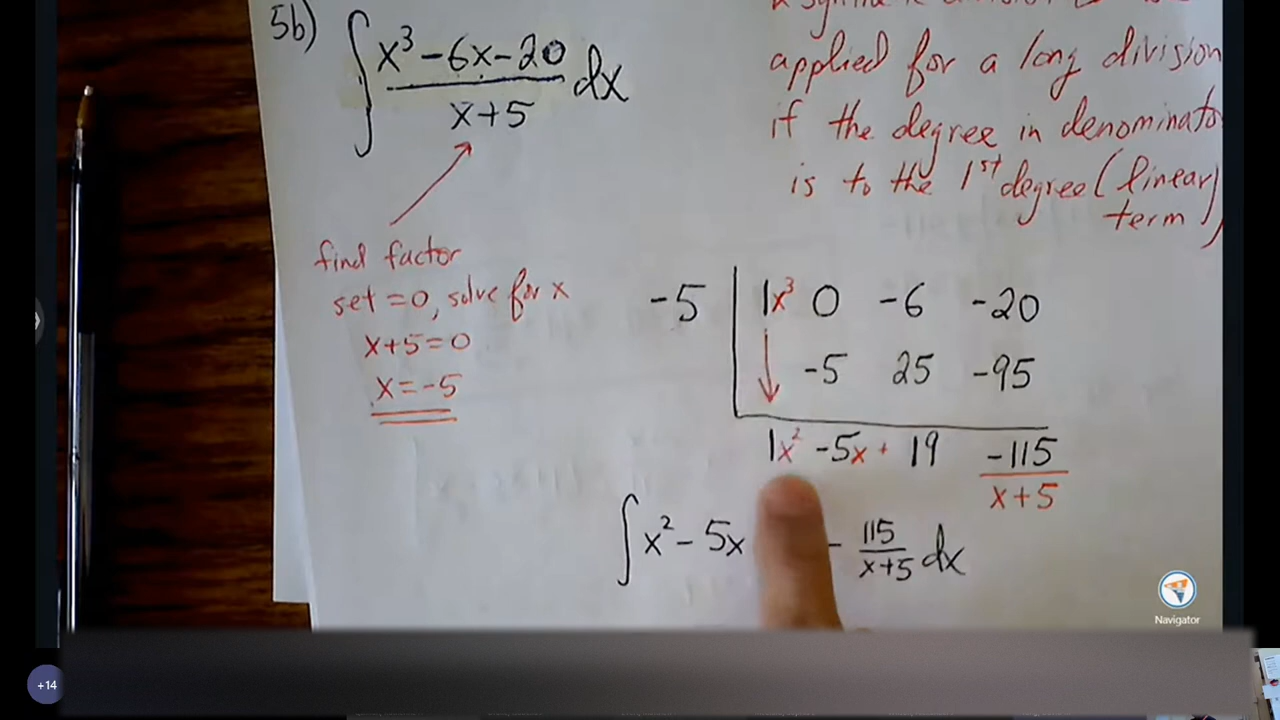 5b) ∫ x³ - 6x - 20 / x + 5 dx
applied for a long division
if the degree in denominato
is to the 1st degree (linear)
term
find factor
set = 0, solve for x
x + 5 = 0
x = -5
-5 | 1x³ 0 -6 -20
-5 25 -95
1x² - 5x + 19 -115 / x + 5
∫ x² - 5x - 115 / x+5 dx
Navigator
+14